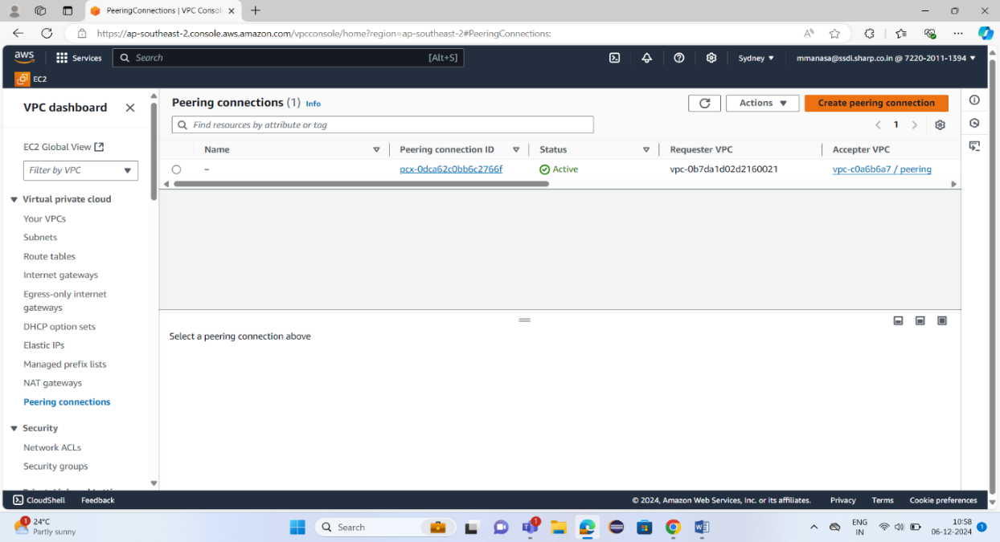 PeeringConnections | VPC Consol
https://ap-southeast-2.console.aws.amazon.com/vpcconsole/home?region=ap-southeast-2#PeeringConnections:
aws
Services
Search
[Alt+S]
Sydney
mmanasa@ssdi.sharp.co.in @ 7220-2011-1394
EC2
VPC dashboard
EC2 Global View
Filter by VPC
Virtual private cloud
Your VPCs
Subnets
Route tables
Internet gateways
Egress-only internet
gateways
DHCP option sets
Elastic IPs
Managed prefix lists
NAT gateways
Peering connections
Security
Network ACLs
Security groups
Peering connections (1) Info
Actions
Create peering connection
Find resources by attribute or tag
1
Name
Peering connection ID
Status
Requester VPC
Accepter VPC
–
pcx-0dca62c0bb6c2766f
Active
vpc-0b7da1d02d2160021
vpc-c0a6b6a7 / peering
Select a peering connection above
CloudShell
Feedback
© 2024, Amazon Web Services, Inc. or its affiliates.
Privacy
Terms
Cookie preferences
1
24°C
Partly sunny
Search
1
ENG
IN
10:58
06-12-2024
1